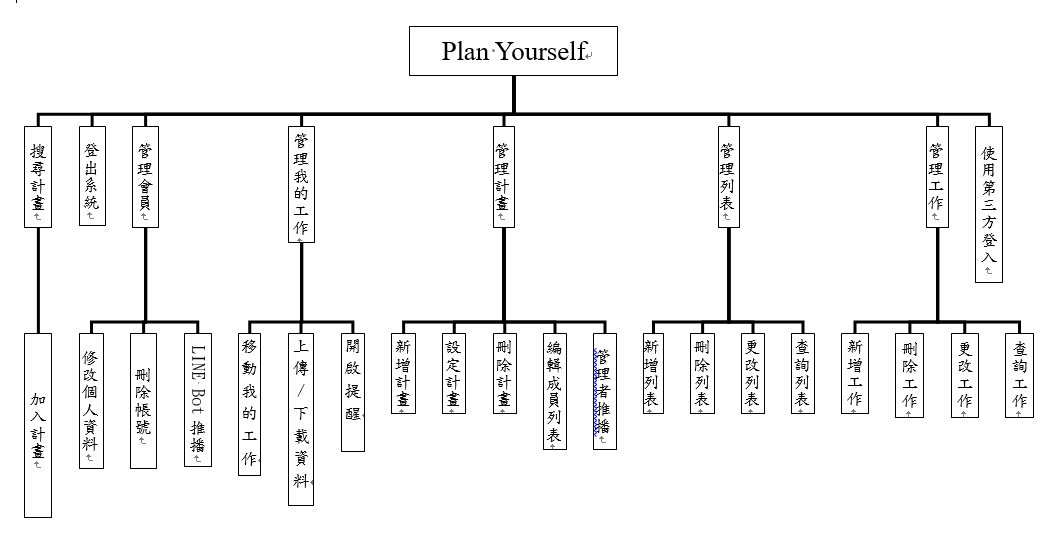 Plan Yourself
搜尋計畫
登出系統
管理會員
管理我的工作
管理計畫
管理列表
管理工作
使用第三方登入
加入計畫
修改個人資料
刪除帳號
LINE Bot 推播
移動我的工作
上傳/下載資料
開啟提醒
新增計畫
設定計畫
刪除計畫
編輯成員列表
管理者推播
新增列表
刪除列表
更改列表
查詢列表
新增工作
刪除工作
更改工作
查詢工作